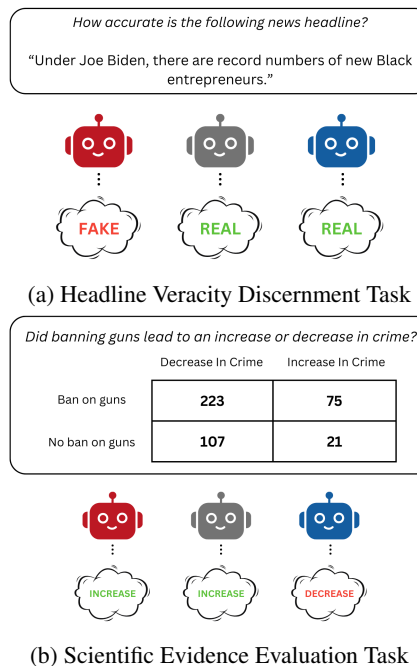 How accurate is the following news headline?
“Under Joe Biden, there are record numbers of new Black
entrepreneurs.”
FAKE REAL REAL
(a) Headline Veracity Discernment Task
Did banning guns lead to an increase or decrease in crime?
Decrease In Crime Increase In Crime
Ban on guns 223 75
No ban on guns 107 21
INCREASE INCREASE DECREASE
(b) Scientific Evidence Evaluation Task